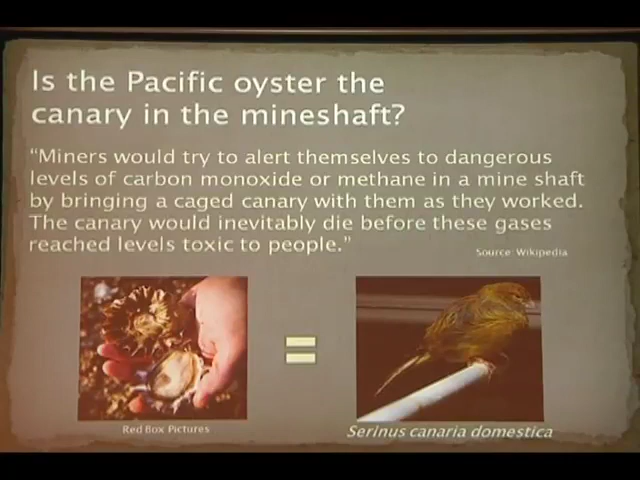 Is the Pacific oyster the
canary in the mineshaft?
“Miners would try to alert themselves to dangerous
levels of carbon monoxide or methane in a mine shaft
by bringing a caged canary with them as they worked.
The canary would inevitably die before these gases
reached levels toxic to people.”
Source: Wikipedia
=
Red Box Pictures
Serinus canaria domestica